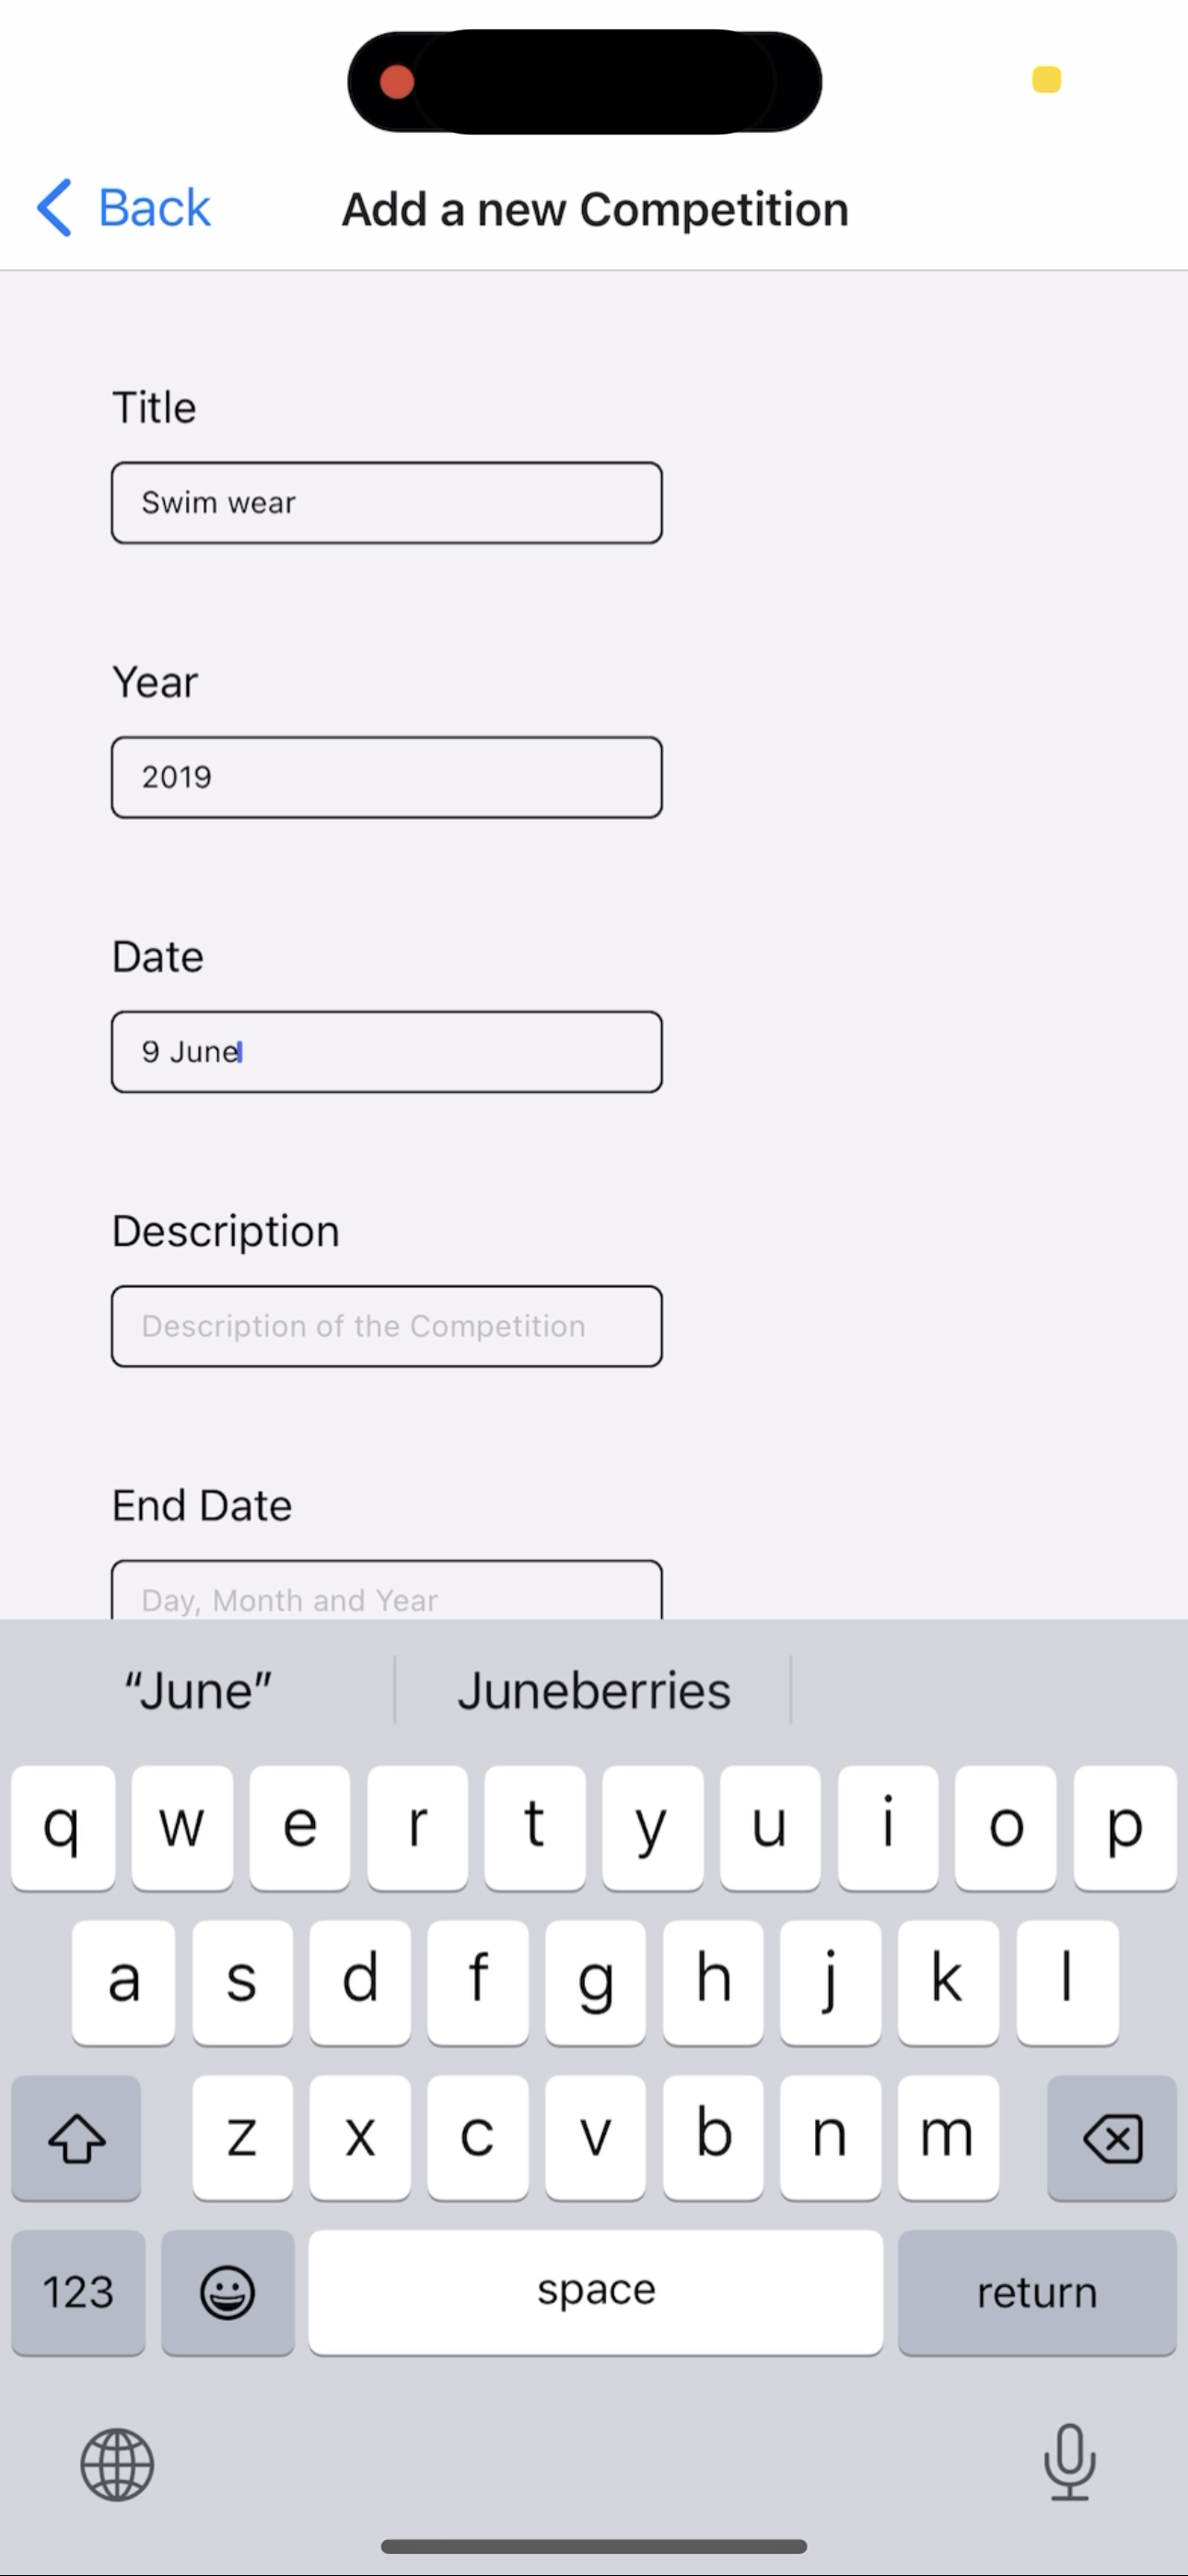 Back
Add a new Competition
Title
Swim wear
Year
2019
Date
9 June
Description
Description of the Competition
End Date
Day, Month and Year
“June”
Juneberries
q w e r t y u i o p
a s d f g h j k l
z x c v b n m
123 space return